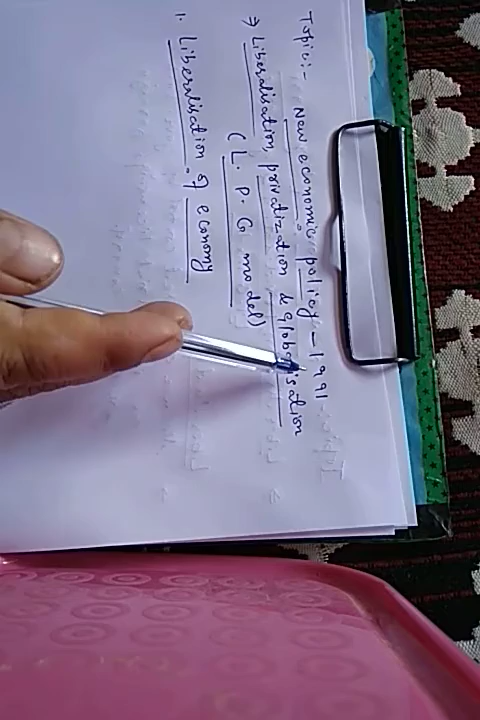 Topic:- New economic policy - 1991
⇒ Liberalisation, privatization & globalisation
(L. P. G model)
1. Liberalisation of economy